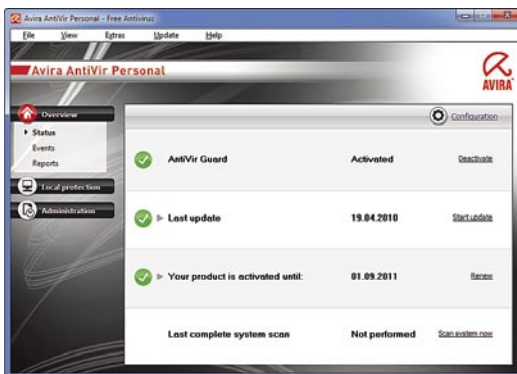 Avira AntiVir Personal - Free Antivirus
File View Extras Update Help
Avira AntiVir Personal
AVIRA
Overview
Status
Events
Reports
Local protection
Administration
Configuration
AntiVir Guard Activated Deactivate
Last update 19.04.2010 Start update
Your product is activated until: 01.09.2011 Renew
Last complete system scan Not performed Scan system now